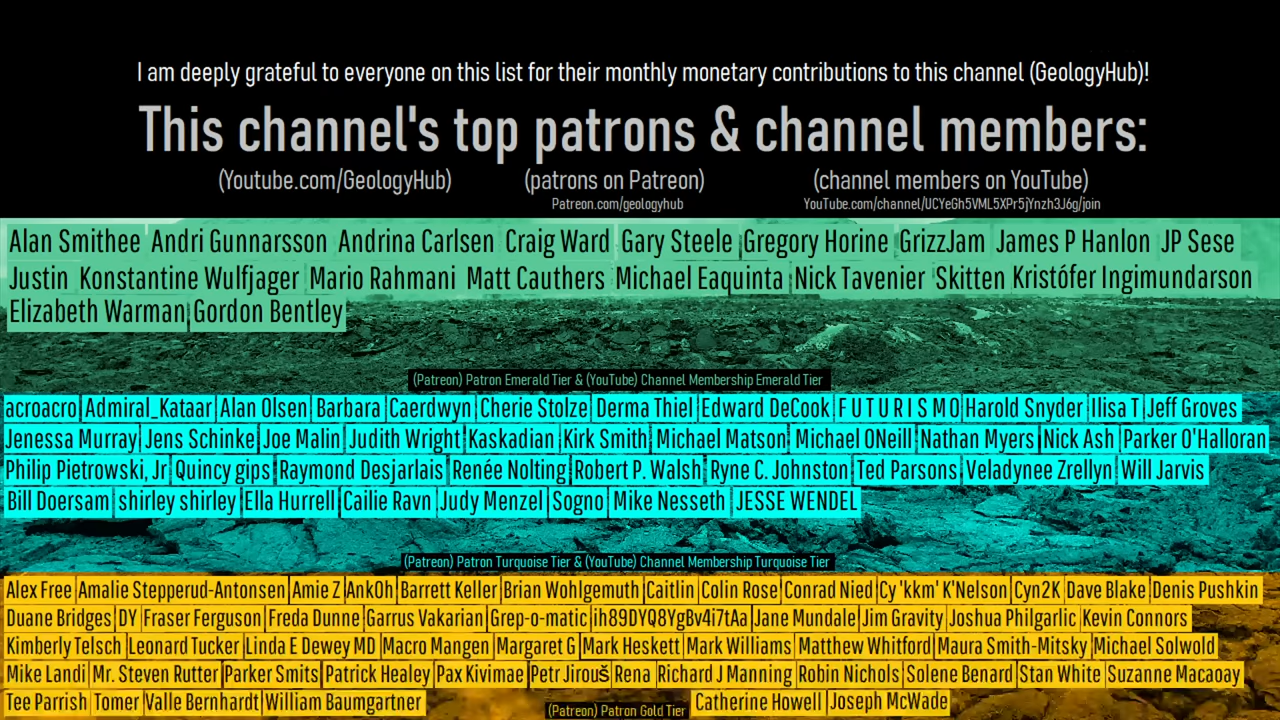 I am deeply grateful to everyone on this list for their monthly monetary contributions to this channel (GeologyHub)!
This channel's top patrons & channel members:
(Youtube.com/GeologyHub) (patrons on Patreon) (channel members on YouTube)
Patreon.com/geologyhub YouTube.com/channel/UCYeGh5VML5XPr5jYnzh3J6g/join
Alan Smithee Andri Gunnarsson Andrina Carlsen Craig Ward Gary Steele Gregory Horine GrizzJam James P Hanlon JP Sese
Justin Konstantine Wulfjager Mario Rahmani Matt Cauthers Michael Eaquinta Nick Tavenier Skitten Kristófer Ingimundarson
Elizabeth Warman Gordon Bentley
(Patreon) Patron Emerald Tier & (YouTube) Channel Membership Emerald Tier
acroacro Admiral_Kataar Alan Olsen Barbara Caerdwyn Cherie Stolze Derma Thiel Edward DeCook F U T U R I S M O Harold Snyder Ilisa T Jeff Groves
Jenessa Murray Jens Schinke Joe Malin Judith Wright Kaskadian Kirk Smith Michael Matson Michael ONeill Nathan Myers Nick Ash Parker O'Halloran
Philip Pietrowski, Jr Quincy gips Raymond Desjarlais Renée Nolting Robert P. Walsh Ryne C. Johnston Ted Parsons Veladynee Zrellyn Will Jarvis
Bill Doersam shirley shirley Ella Hurrell Cailie Ravn Judy Menzel Sogno Mike Nesseth JESSE WENDEL
(Patreon) Patron Turquoise Tier & (YouTube) Channel Membership Turquoise Tier
Alex Free Amalie Stepperud-Antonsen Amie Z AnkOh Barrett Keller Brian Wohlgemuth Caitlin Colin Rose Conrad Nied Cy 'kkm' K'Nelson Cyn2K Dave Blake Denis Pushkin
Duane Bridges DY Fraser Ferguson Freda Dunne Garrus Vakarian Grep-o-matic ih89DYQ8YgBv4i7tAa Jane Mundale Jim Gravity Joshua Philgarlic Kevin Connors
Kimberly Telsch Leonard Tucker Linda E Dewey MD Macro Mangen Margaret G Mark Heskett Mark Williams Matthew Whitford Maura Smith-Mitsky Michael Solwold
Mike Landi Mr. Steven Rutter Parker Smits Patrick Healey Pax Kivimae Petr Jirouš Rena Richard J Manning Robin Nichols Solene Benard Stan White Suzanne Macaoay
Tee Parrish Tomer Valle Bernhardt William Baumgartner (Patreon) Patron Gold Tier Catherine Howell Joseph McWade